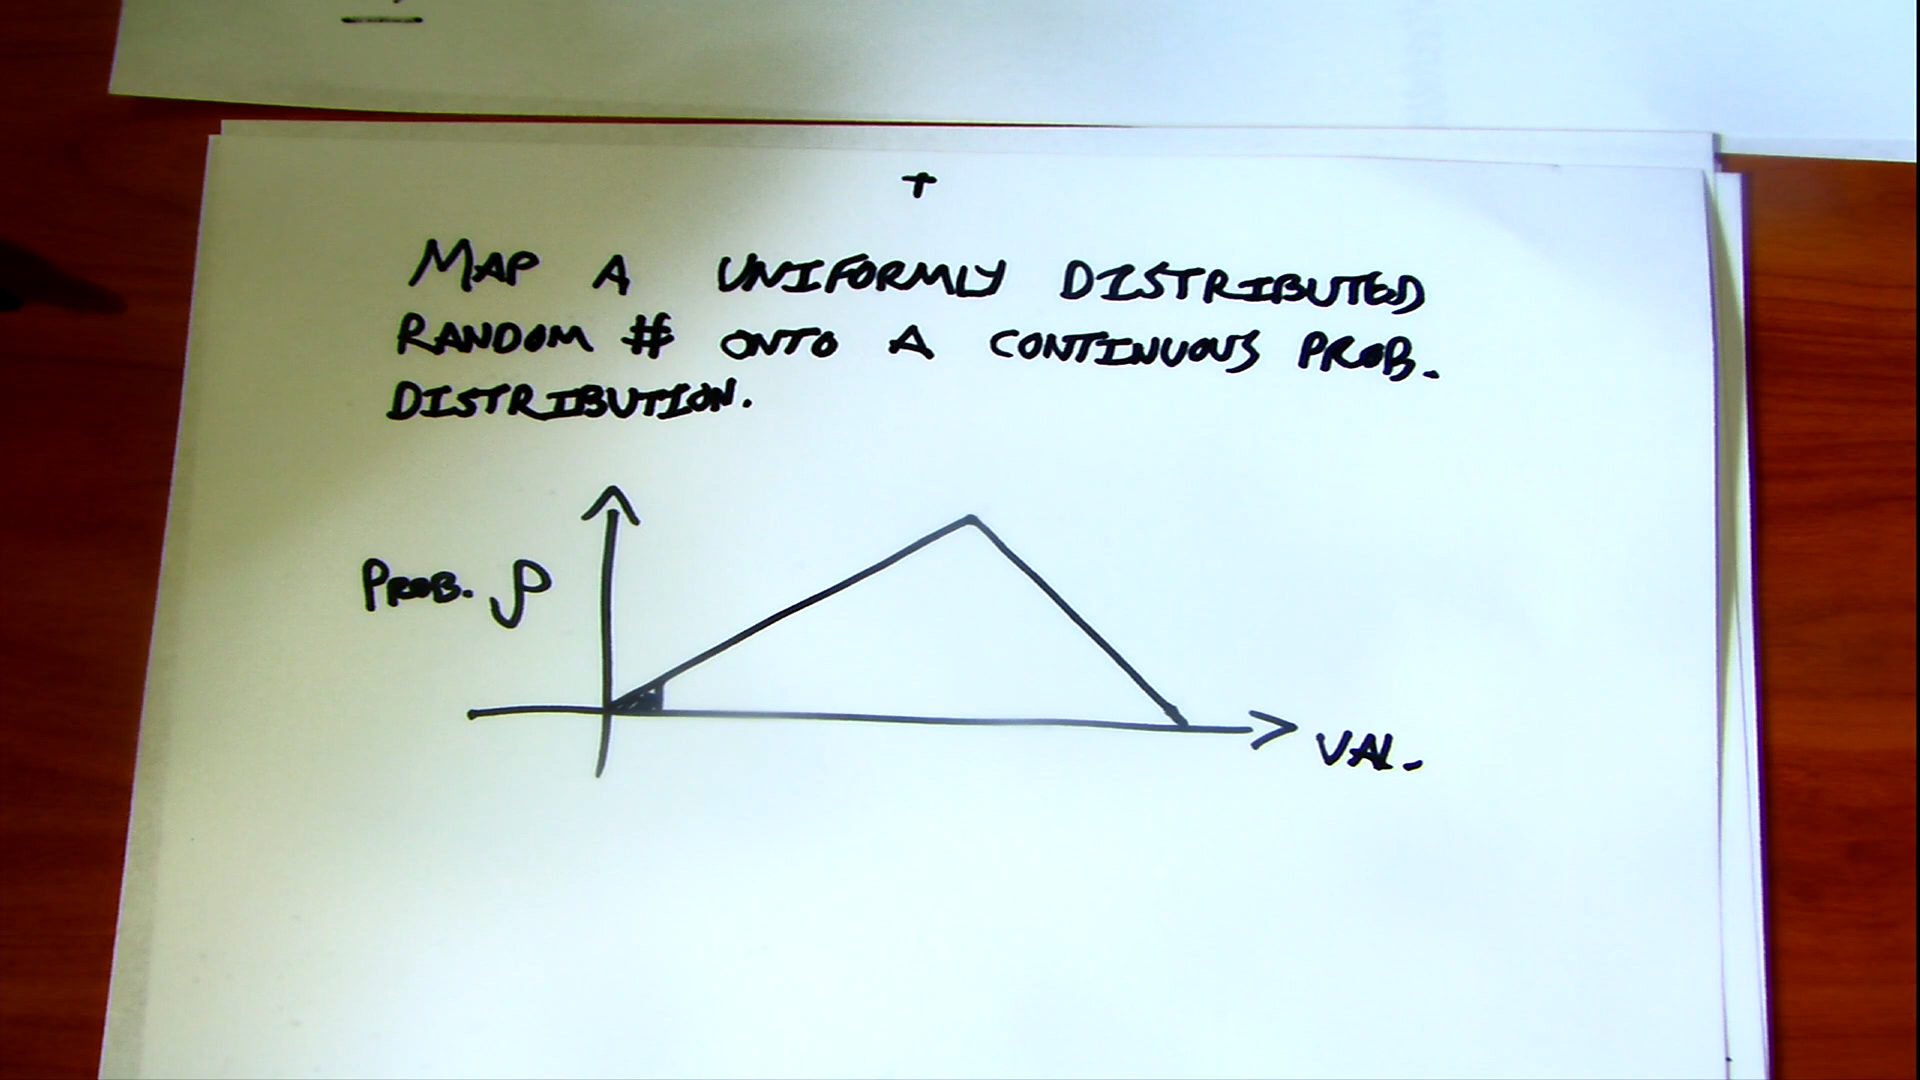 +
MAP A UNIFORMLY DISTRIBUTED
RANDOM # ONTO A CONTINUOUS PROB.
DISTRIBUTION.
PROB. ρ
VAL.